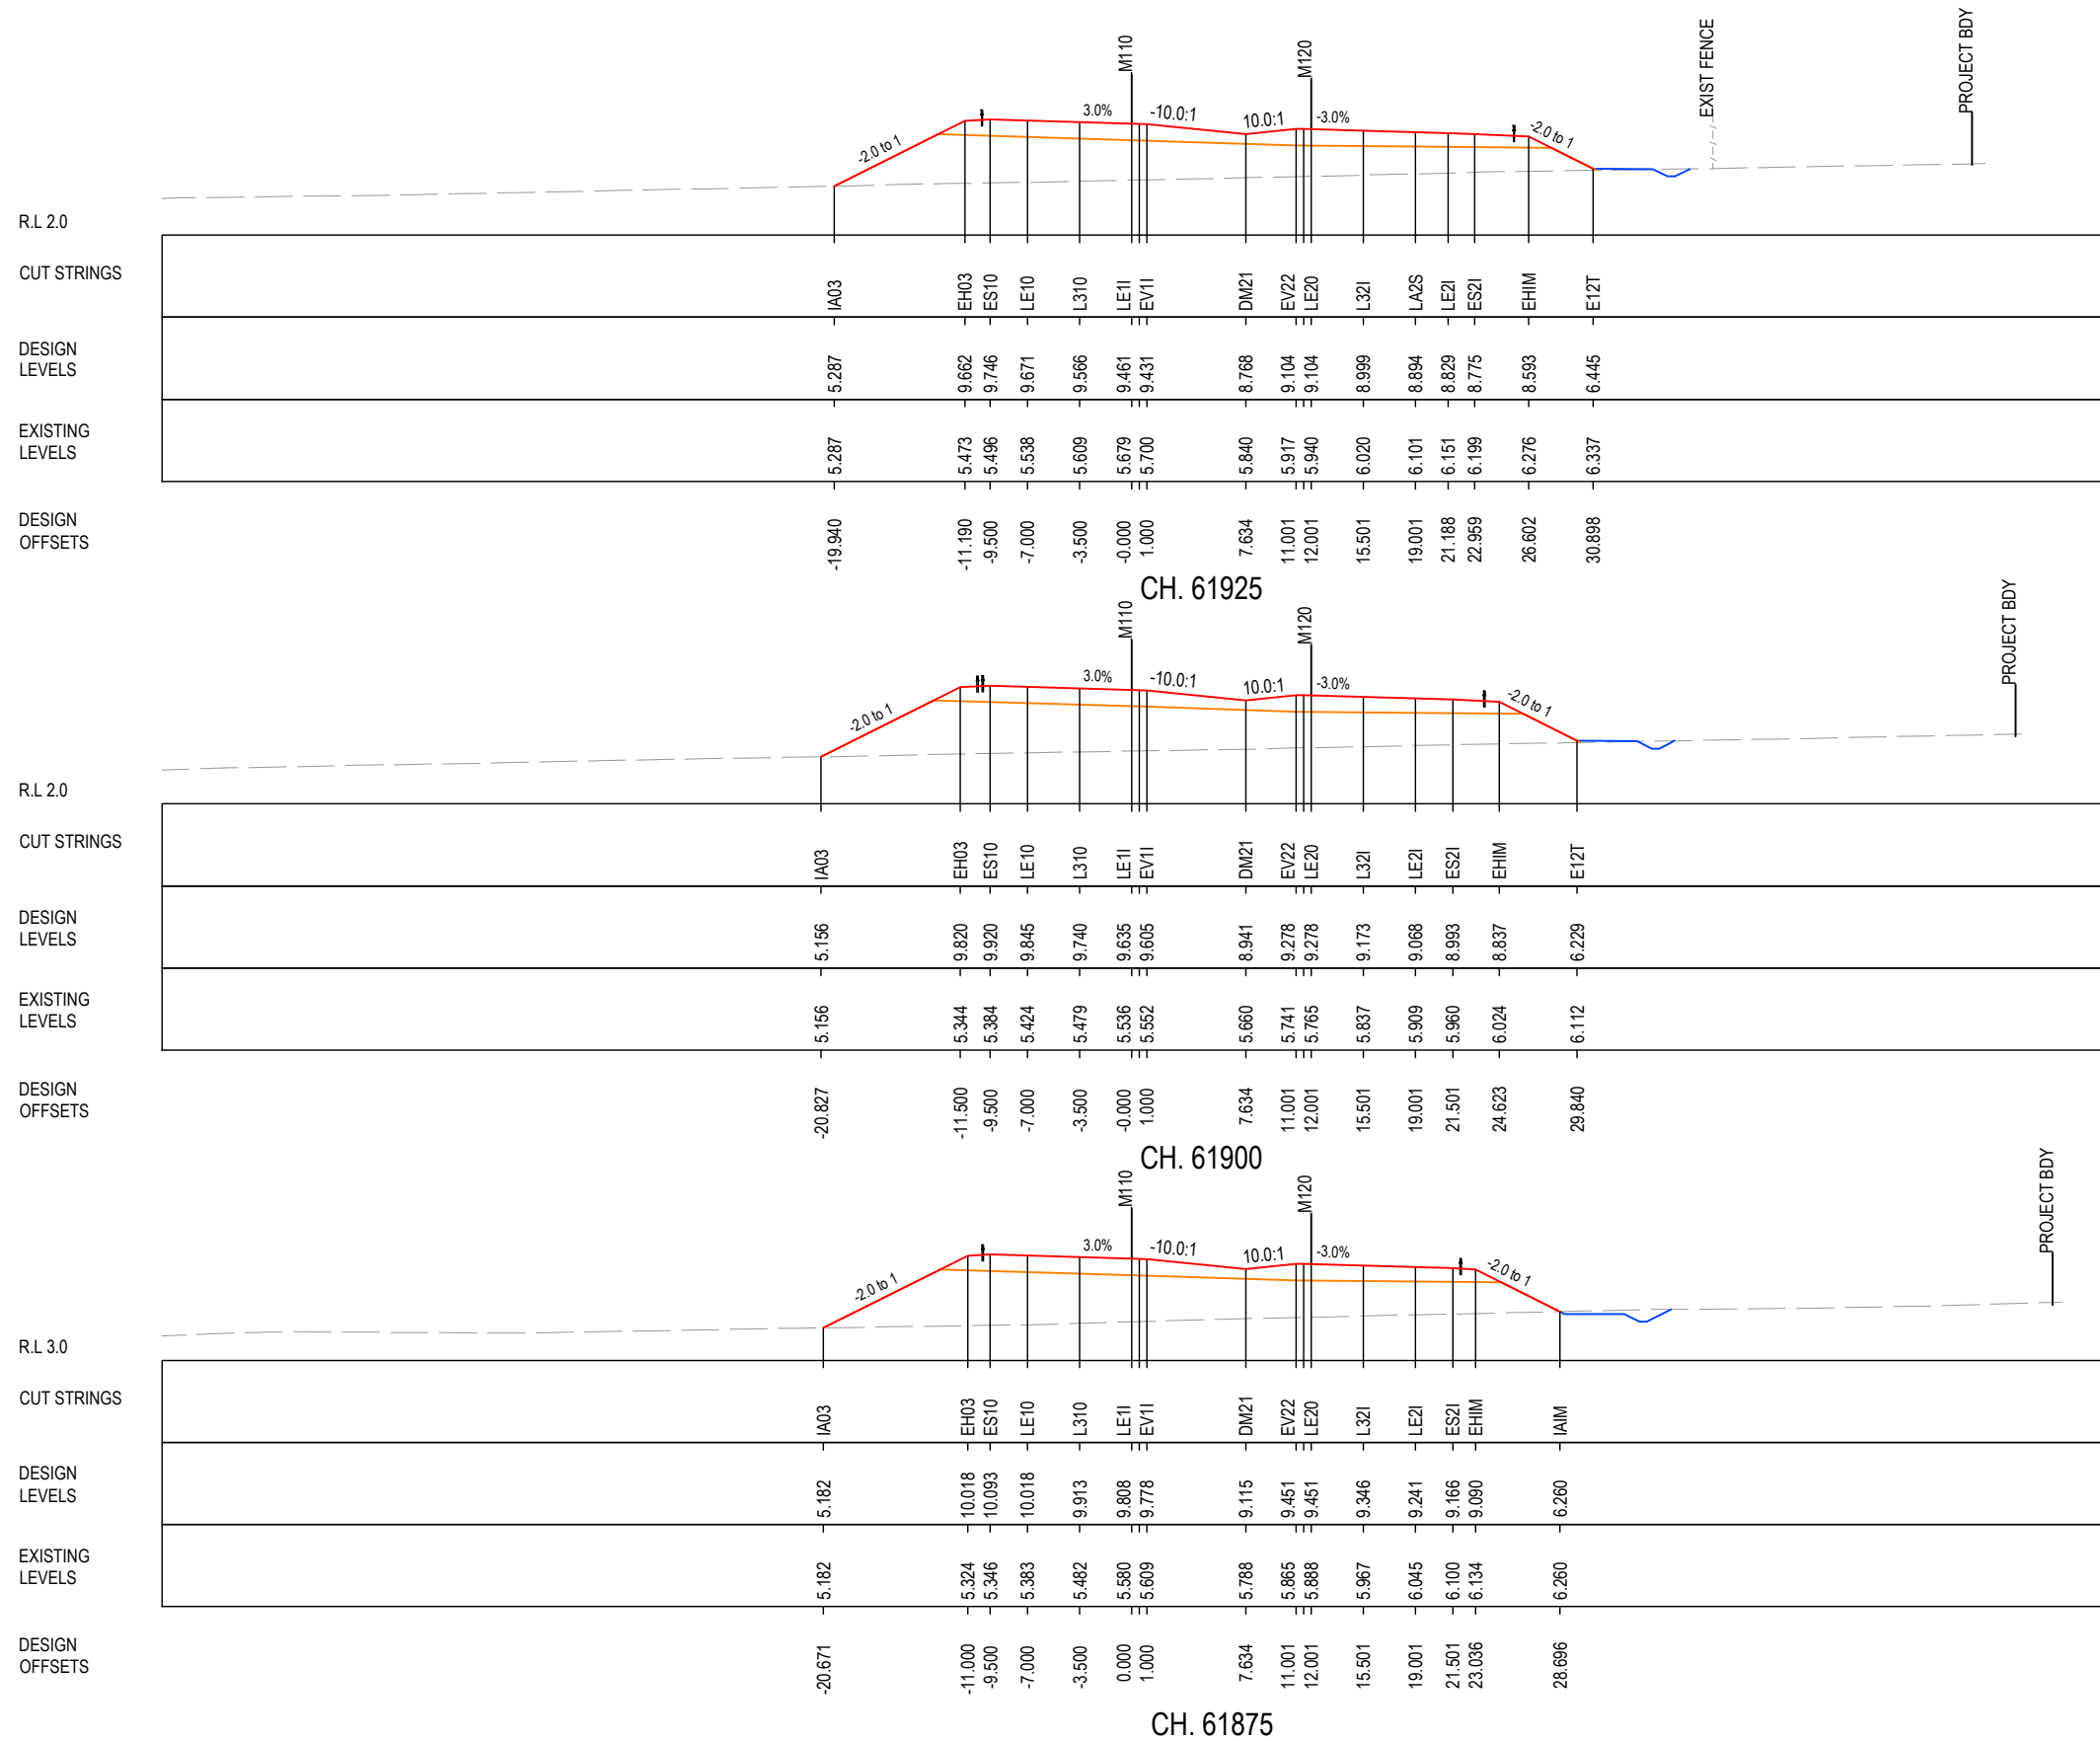 M110
M120
EXIST FENCE
PROJECT BDY
-2.0 to 1
3.0%
-10.0:1
10.0:1
-3.0%
-2.0 to 1
R.L 2.0
CUT STRINGS
IA03 EH03 ES10 LE10 L310 LE1I EV1I DM21 EV22 LE20 L32I LA2S LE2I ES2I EHIM E12T
DESIGN
LEVELS
5.287 9.662 9.746 9.671 9.566 9.461 9.431 8.768 9.104 9.104 8.999 8.894 8.829 8.775 8.593 6.445
EXISTING
LEVELS
5.287 5.473 5.496 5.538 5.609 5.679 5.700 5.840 5.917 5.940 6.020 6.101 6.151 6.199 6.276 6.337
DESIGN
OFFSETS
-19.940 -11.190 -9.500 -7.000 -3.500 -0.000 1.000 7.634 11.001 12.001 15.501 19.001 21.188 22.959 26.602 30.898
CH. 61925
M110
M120
PROJECT BDY
-2.0 to 1
3.0%
-10.0:1
10.0:1
-3.0%
-2.0 to 1
R.L 2.0
CUT STRINGS
IA03 EH03 ES10 LE10 L310 LE1I EV1I DM21 EV22 LE20 L32I LE2I ES2I EHIM E12T
DESIGN
LEVELS
5.156 9.820 9.920 9.845 9.740 9.635 9.605 8.941 9.278 9.278 9.173 9.068 8.993 8.837 6.229
EXISTING
LEVELS
5.156 5.344 5.384 5.424 5.479 5.536 5.552 5.660 5.741 5.765 5.837 5.909 5.960 6.024 6.112
DESIGN
OFFSETS
-20.827 -11.500 -9.500 -7.000 -3.500 -0.000 1.000 7.634 11.001 12.001 15.501 19.001 21.501 24.623 29.840
CH. 61900
M110
M120
PROJECT BDY
-2.0 to 1
3.0%
-10.0:1
10.0:1
-3.0%
-2.0 to 1
R.L 3.0
CUT STRINGS
IA03 EH03 ES10 LE10 L310 LE1I EV1I DM21 EV22 LE20 L32I LE2I ES2I EHIM IAIM
DESIGN
LEVELS
5.182 10.018 10.093 10.018 9.913 9.808 9.778 9.115 9.451 9.451 9.346 9.241 9.166 9.090 6.260
EXISTING
LEVELS
5.182 5.324 5.346 5.383 5.482 5.580 5.609 5.788 5.865 5.888 5.967 6.045 6.100 6.134 6.260
DESIGN
OFFSETS
-20.671 -11.000 -9.500 -7.000 -3.500 0.000 1.000 7.634 11.001 12.001 15.501 19.001 21.501 23.036 28.696
CH. 61875